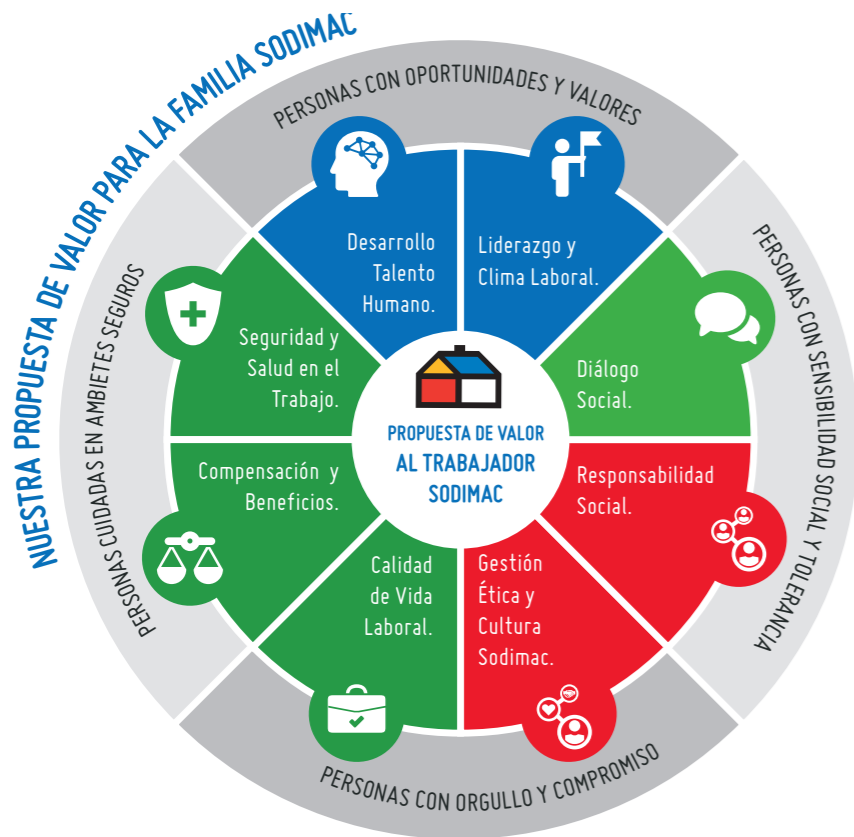 NUESTRA PROPUESTA DE VALOR PARA LA FAMILIA SODIMAC
PERSONAS CON OPORTUNIDADES Y VALORES
PERSONAS CON SENSIBILIDAD SOCIAL Y TOLERANCIA
PERSONAS CON ORGULLO Y COMPROMISO
PERSONAS CUIDADAS EN AMBIETES SEGUROS
Desarrollo
Talento
Humano.
Liderazgo y
Clima Laboral.
Diálogo
Social.
Responsabilidad
Social.
Gestión
Ética y
Cultura
Sodimac.
Calidad
de Vida
Laboral.
Compensación y
Beneficios.
Seguridad y
Salud en el
Trabajo.
PROPUESTA DE VALOR
AL TRABAJADOR
SODIMAC